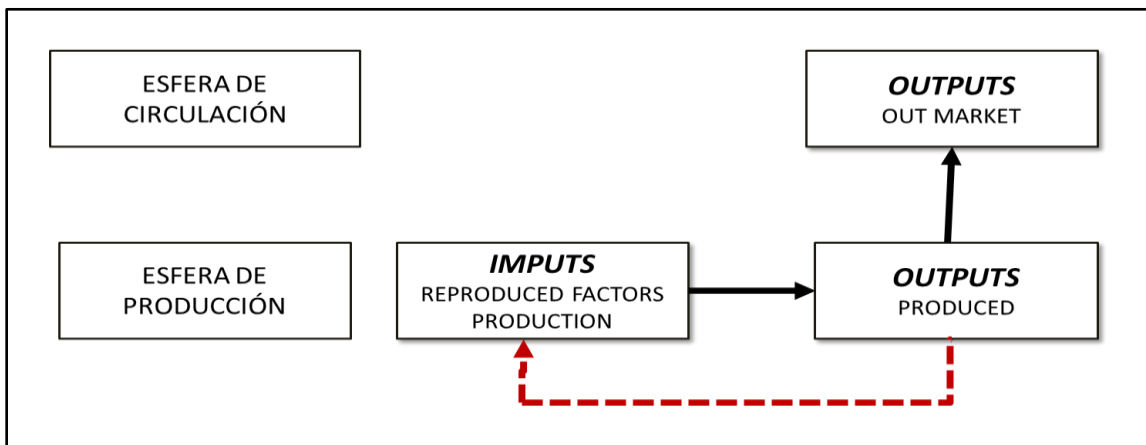 ESFERA DE
CIRCULACIÓN
OUTPUTS
OUT MARKET
ESFERA DE
PRODUCCIÓN
IMPUTS
REPRODUCED FACTORS
PRODUCTION
OUTPUTS
PRODUCED